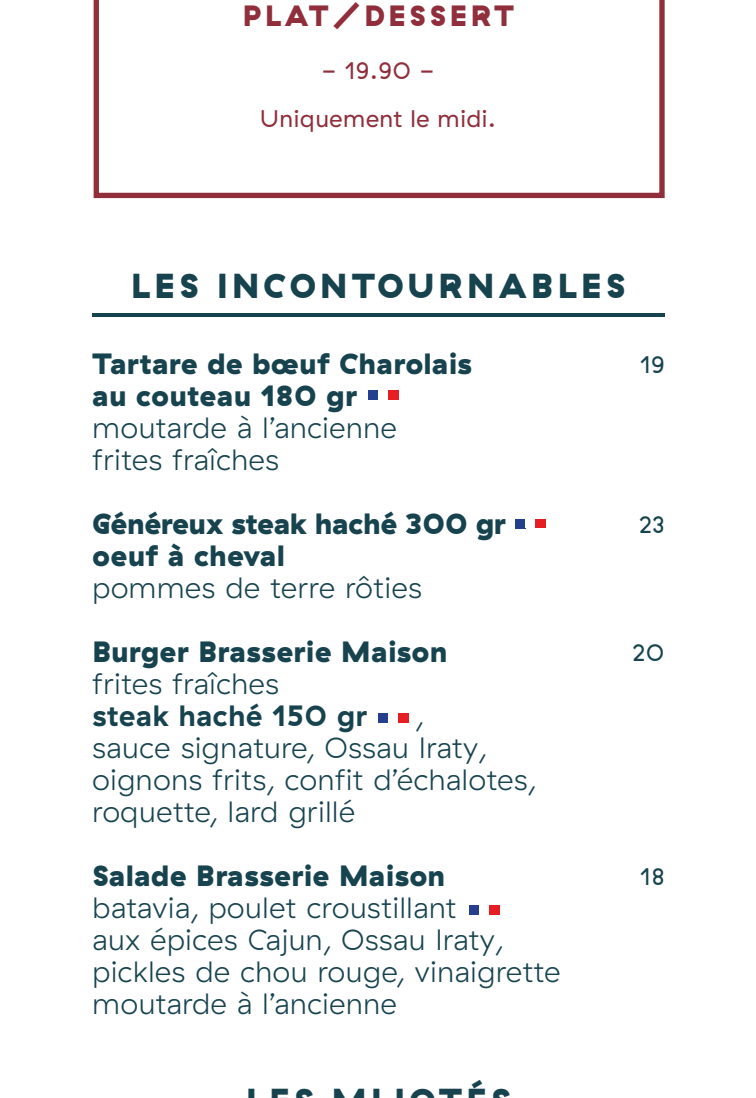 PLAT/DESSERT
– 19.90 –
Uniquement le midi.
LES INCONTOURNABLES
Tartare de bœuf Charolais 19
au couteau 180 gr
moutarde à l’ancienne
frites fraîches
Généreux steak haché 300 gr 23
oeuf à cheval
pommes de terre rôties
Burger Brasserie Maison 20
frites fraîches
steak haché 150 gr ,
sauce signature, Ossau Iraty,
oignons frits, confit d’échalotes,
roquette, lard grillé
Salade Brasserie Maison 18
batavia, poulet croustillant
aux épices Cajun, Ossau Iraty,
pickles de chou rouge, vinaigrette
moutarde à l’ancienne
LES MIJOTÉS